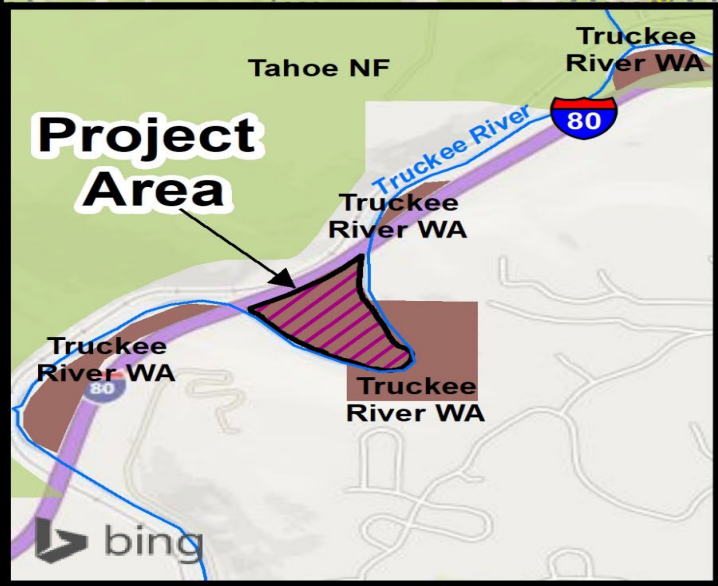 Truckee
River WA
Tahoe NF
80
Truckee River
Project
Area
Truckee
River WA
Truckee
River WA
80
Truckee
River WA
bing